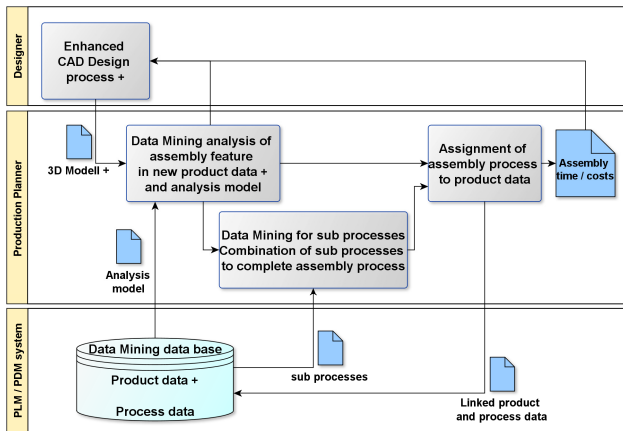 Designer
Enhanced
CAD Design
process +
Production Planner
3D Modell +
Data Mining analysis of
assembly feature
in new product data +
and analysis model
Assignment of
assembly process
to product data
Assembly
time / costs
Data Mining for sub processes
Combination of sub processes
to complete assembly process
Analysis
model
PLM / PDM system
Data Mining data base
Product data +
Process data
sub processes
Linked product
and process data